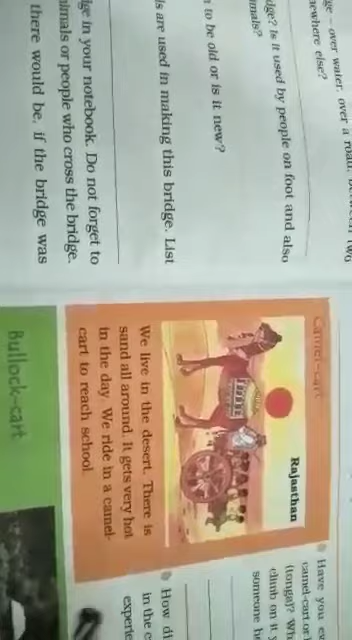 ge – over water, over a road,
ewhere else?
dge? Is it used by people on foot and also
mals?
to be old or is it new?
ls are used in making this bridge. List
ge in your notebook. Do not forget to
nimals or people who cross the bridge.
there would be, if the bridge was
Camel-cart
Rajasthan
We live in the desert. There is
sand all around. It gets very hot
in the day. We ride in a camel-
cart to reach school.
Bullock-cart
Have you ev
camel-cart or
(tonga)? W
climb on it y
someone
How di
in the c
experie